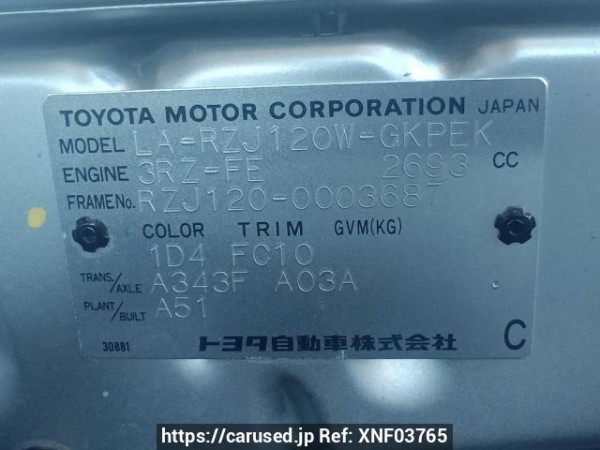 TOYOTA MOTOR CORPORATION JAPAN
MODEL LA-RZJ120W-GKPEK
ENGINE 3RZ-FE 2693 CC
FRAME No. RZJ120-0003687
COLOR TRIM GVM(KG)
1D4 FC10
TRANS./AXLE A343F A03A
PLANT/BUILT A51
30881 トヨタ自動車株式会社 C
https://carused.jp Ref: XNF03765